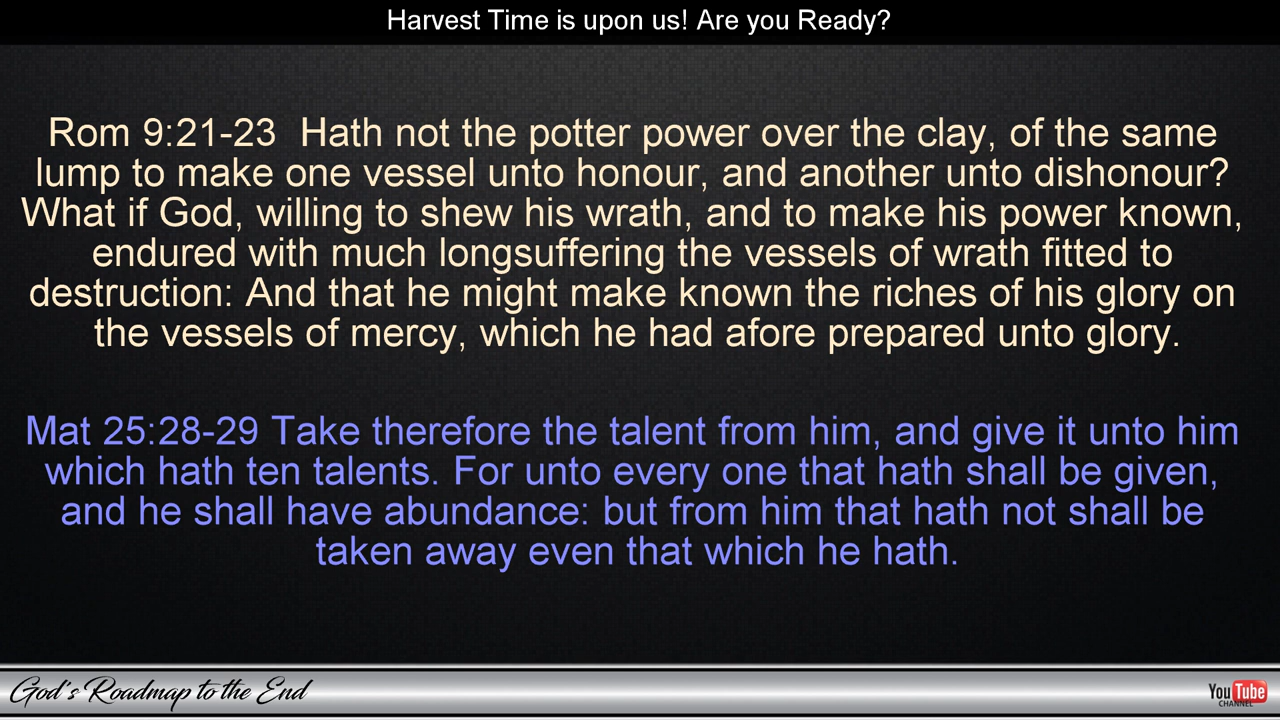 Harvest Time is upon us! Are you Ready?
Rom 9:21-23  Hath not the potter power over the clay, of the same
lump to make one vessel unto honour, and another unto dishonour?
What if God, willing to shew his wrath, and to make his power known,
endured with much longsuffering the vessels of wrath fitted to
destruction: And that he might make known the riches of his glory on
the vessels of mercy, which he had afore prepared unto glory.
Mat 25:28-29 Take therefore the talent from him, and give it unto him
which hath ten talents. For unto every one that hath shall be given,
and he shall have abundance: but from him that hath not shall be
taken away even that which he hath.
God's Roadmap to the End
YouTube
CHANNEL